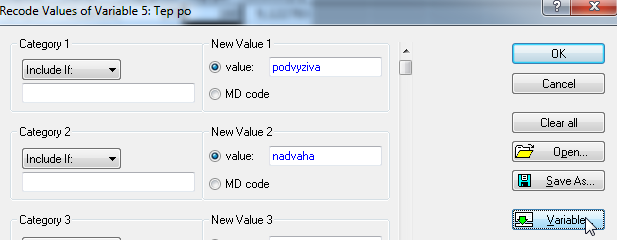 Recode Values of Variable 5: Tep po
?
Category 1
New Value 1
OK
Include If:
value: podvyziva
MD code
Cancel
Clear all
Category 2
New Value 2
Open...
Include If:
value: nadvaha
MD code
Save As...
Category 3
New Value 3
Variable